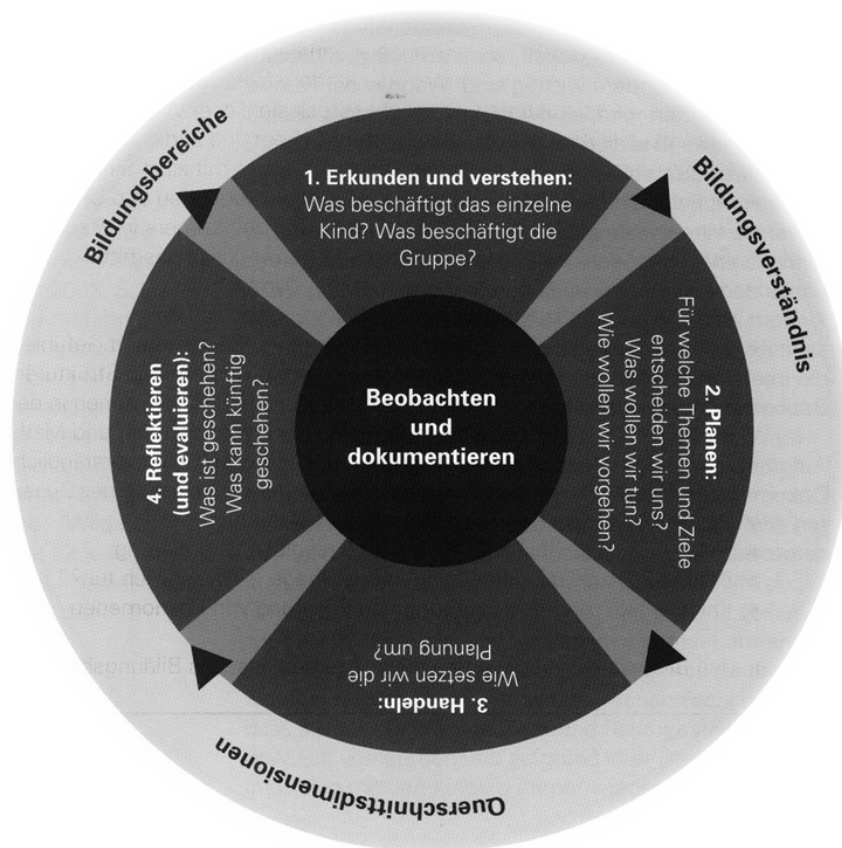 Bildungsbereiche
Bildungsverständnis
1. Erkunden und verstehen:
Was beschäftigt das einzelne
Kind? Was beschäftigt die
Gruppe?
2. Planen:
Für welche Themen und Ziele
entscheiden wir uns?
Was wollen wir tun?
Wie wollen wir vorgehen?
3. Handeln:
Wie setzen wir die
Planung um?
4. Reflektieren
(und evaluieren):
Was ist geschehen?
Was kann künftig
geschehen?
Beobachten
und
dokumentieren
Querschnittsdimensionen